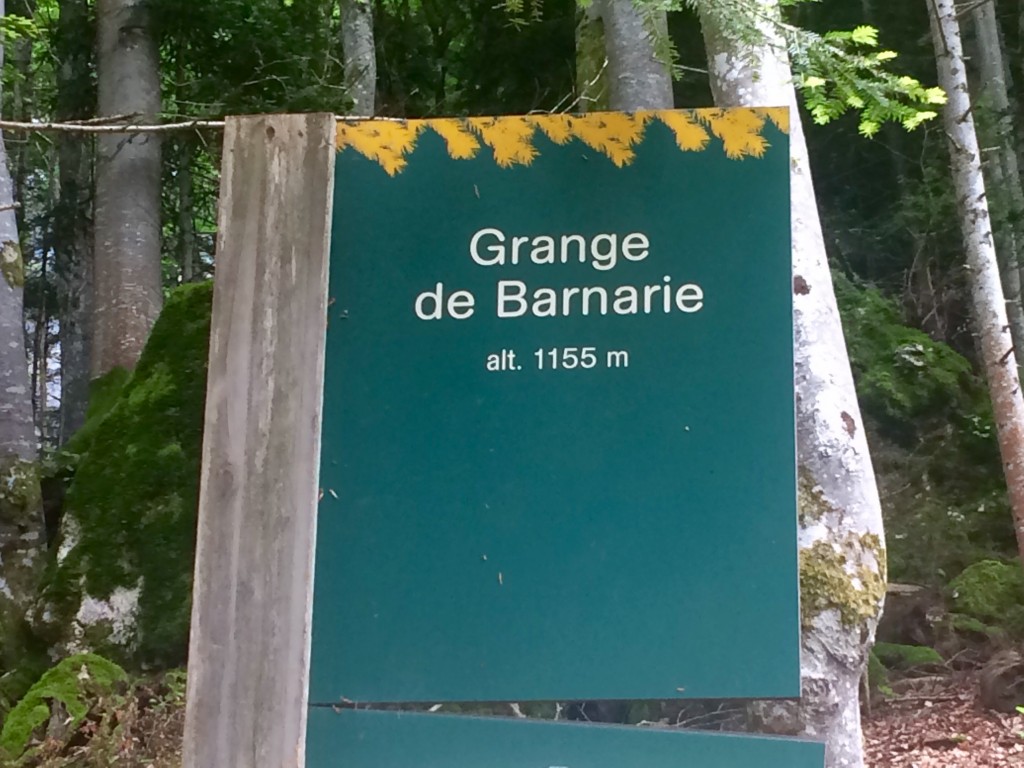 Grange
de Barnarie
alt. 1155 m